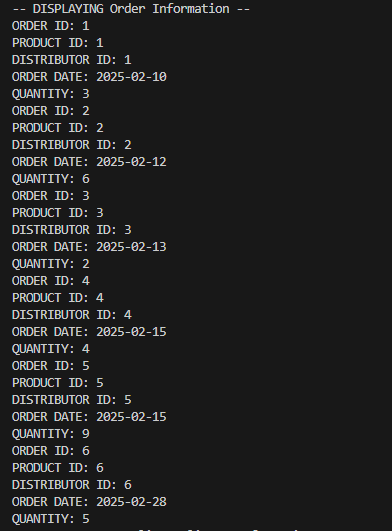 -- DISPLAYING Order Information --
ORDER ID: 1
PRODUCT ID: 1
DISTRIBUTOR ID: 1
ORDER DATE: 2025-02-10
QUANTITY: 3
ORDER ID: 2
PRODUCT ID: 2
DISTRIBUTOR ID: 2
ORDER DATE: 2025-02-12
QUANTITY: 6
ORDER ID: 3
PRODUCT ID: 3
DISTRIBUTOR ID: 3
ORDER DATE: 2025-02-13
QUANTITY: 2
ORDER ID: 4
PRODUCT ID: 4
DISTRIBUTOR ID: 4
ORDER DATE: 2025-02-15
QUANTITY: 4
ORDER ID: 5
PRODUCT ID: 5
DISTRIBUTOR ID: 5
ORDER DATE: 2025-02-15
QUANTITY: 9
ORDER ID: 6
PRODUCT ID: 6
DISTRIBUTOR ID: 6
ORDER DATE: 2025-02-28
QUANTITY: 5